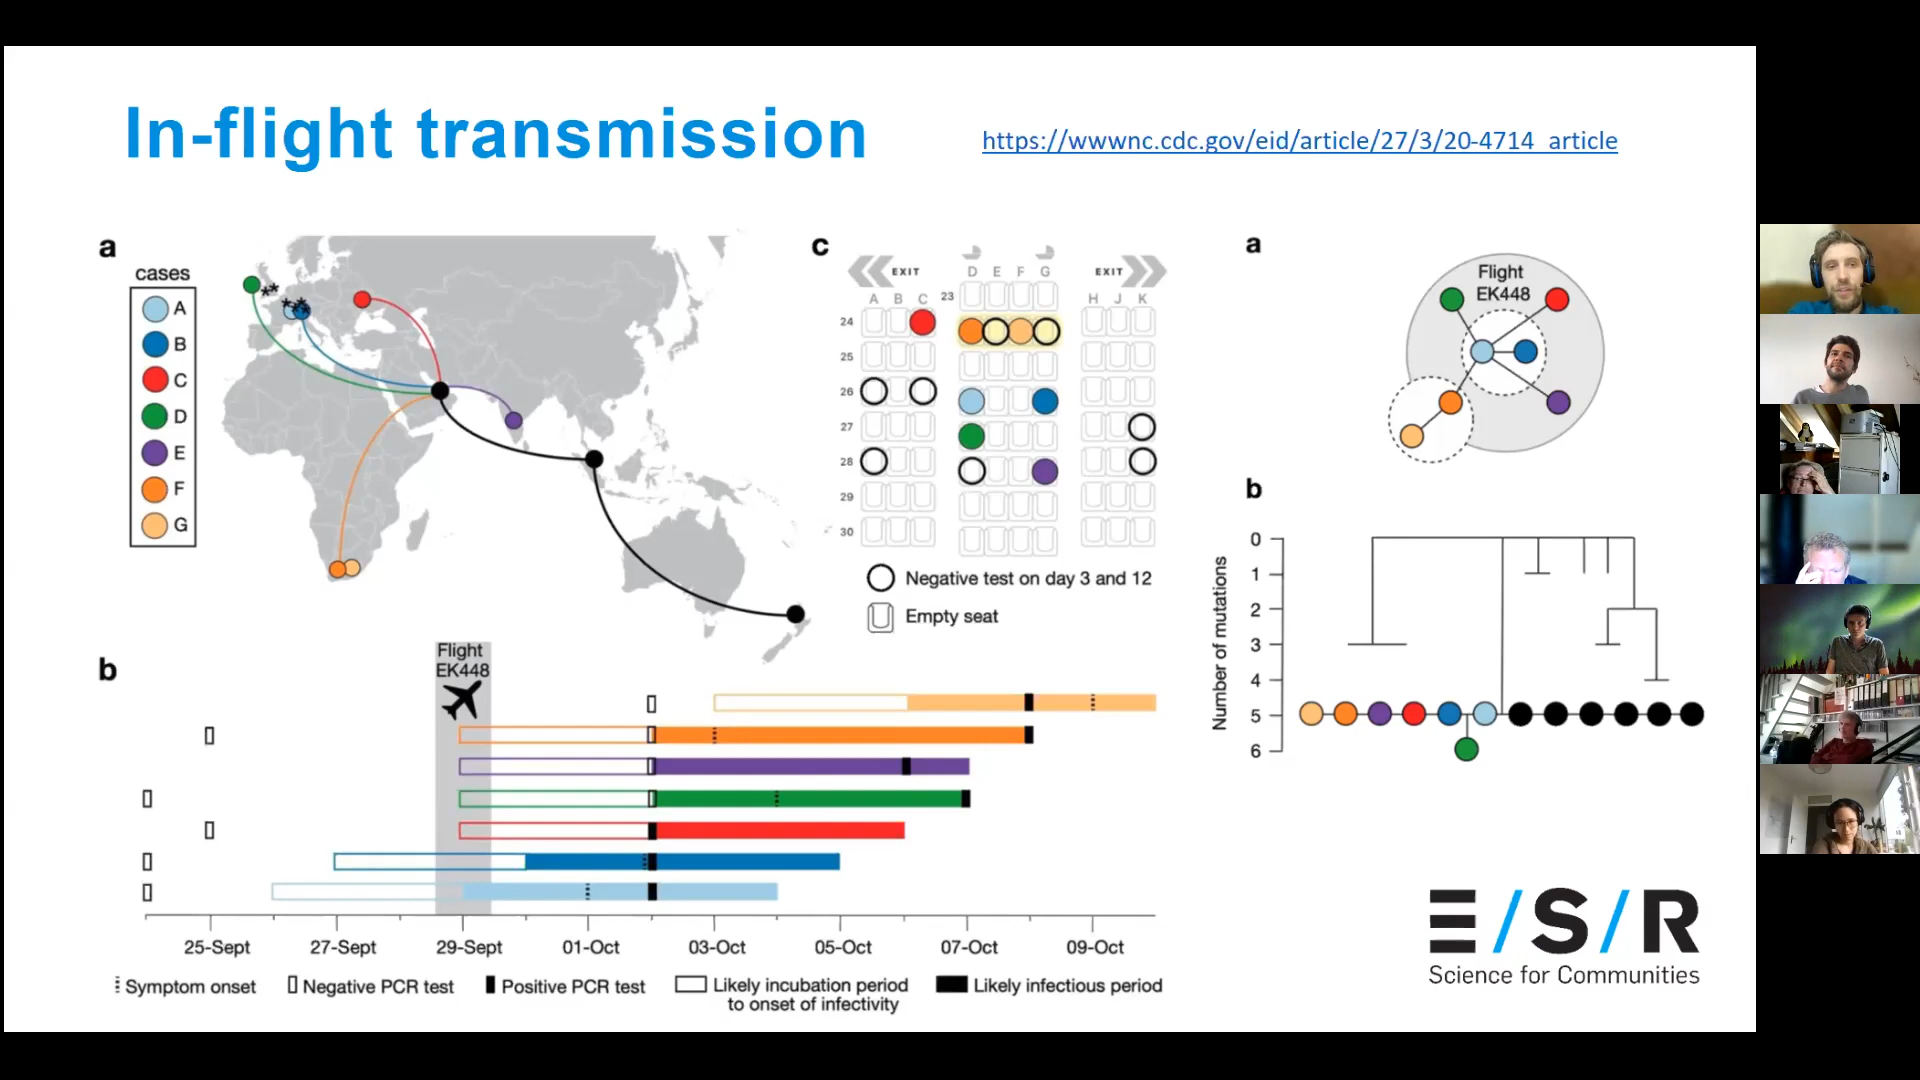 In-flight transmission
https://wwwnc.cdc.gov/eid/article/27/3/20-4714_article
a
cases
A
B
C
D
E
F
G
c
EXIT
D E F G
EXIT
A B C
23
H J K
24
25
26
27
28
29
30
Negative test on day 3 and 12
Empty seat
a
Flight
EK448
b
Number of mutations
0
1
2
3
4
5
6
b
Flight
EK448
25-Sept
27-Sept
29-Sept
01-Oct
03-Oct
05-Oct
07-Oct
09-Oct
Symptom onset
Negative PCR test
Positive PCR test
Likely incubation period
to onset of infectivity
Likely infectious period
E/S/R
Science for Communities